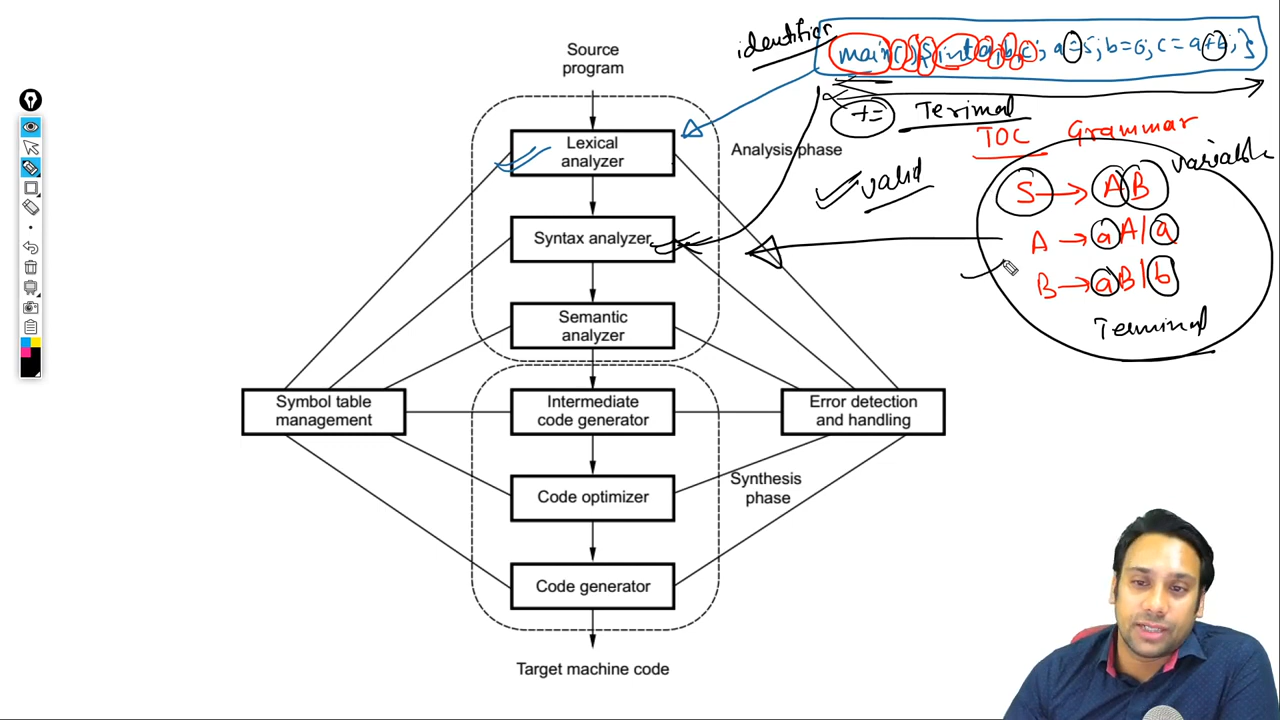 identifier
main(){int a,b,c; a=5;b=6;c=a+b;}
Source
program
+=
Terimal
TOC Grammar
Lexical
analyzer
Analysis phase
valid
Variable
S→AB
A→aA/a
B→aB/b
Terminal
Syntax analyzer
Semantic
analyzer
Symbol table
management
Intermediate
code generator
Error detection
and handling
Code optimizer
Synthesis
phase
Code generator
Target machine code